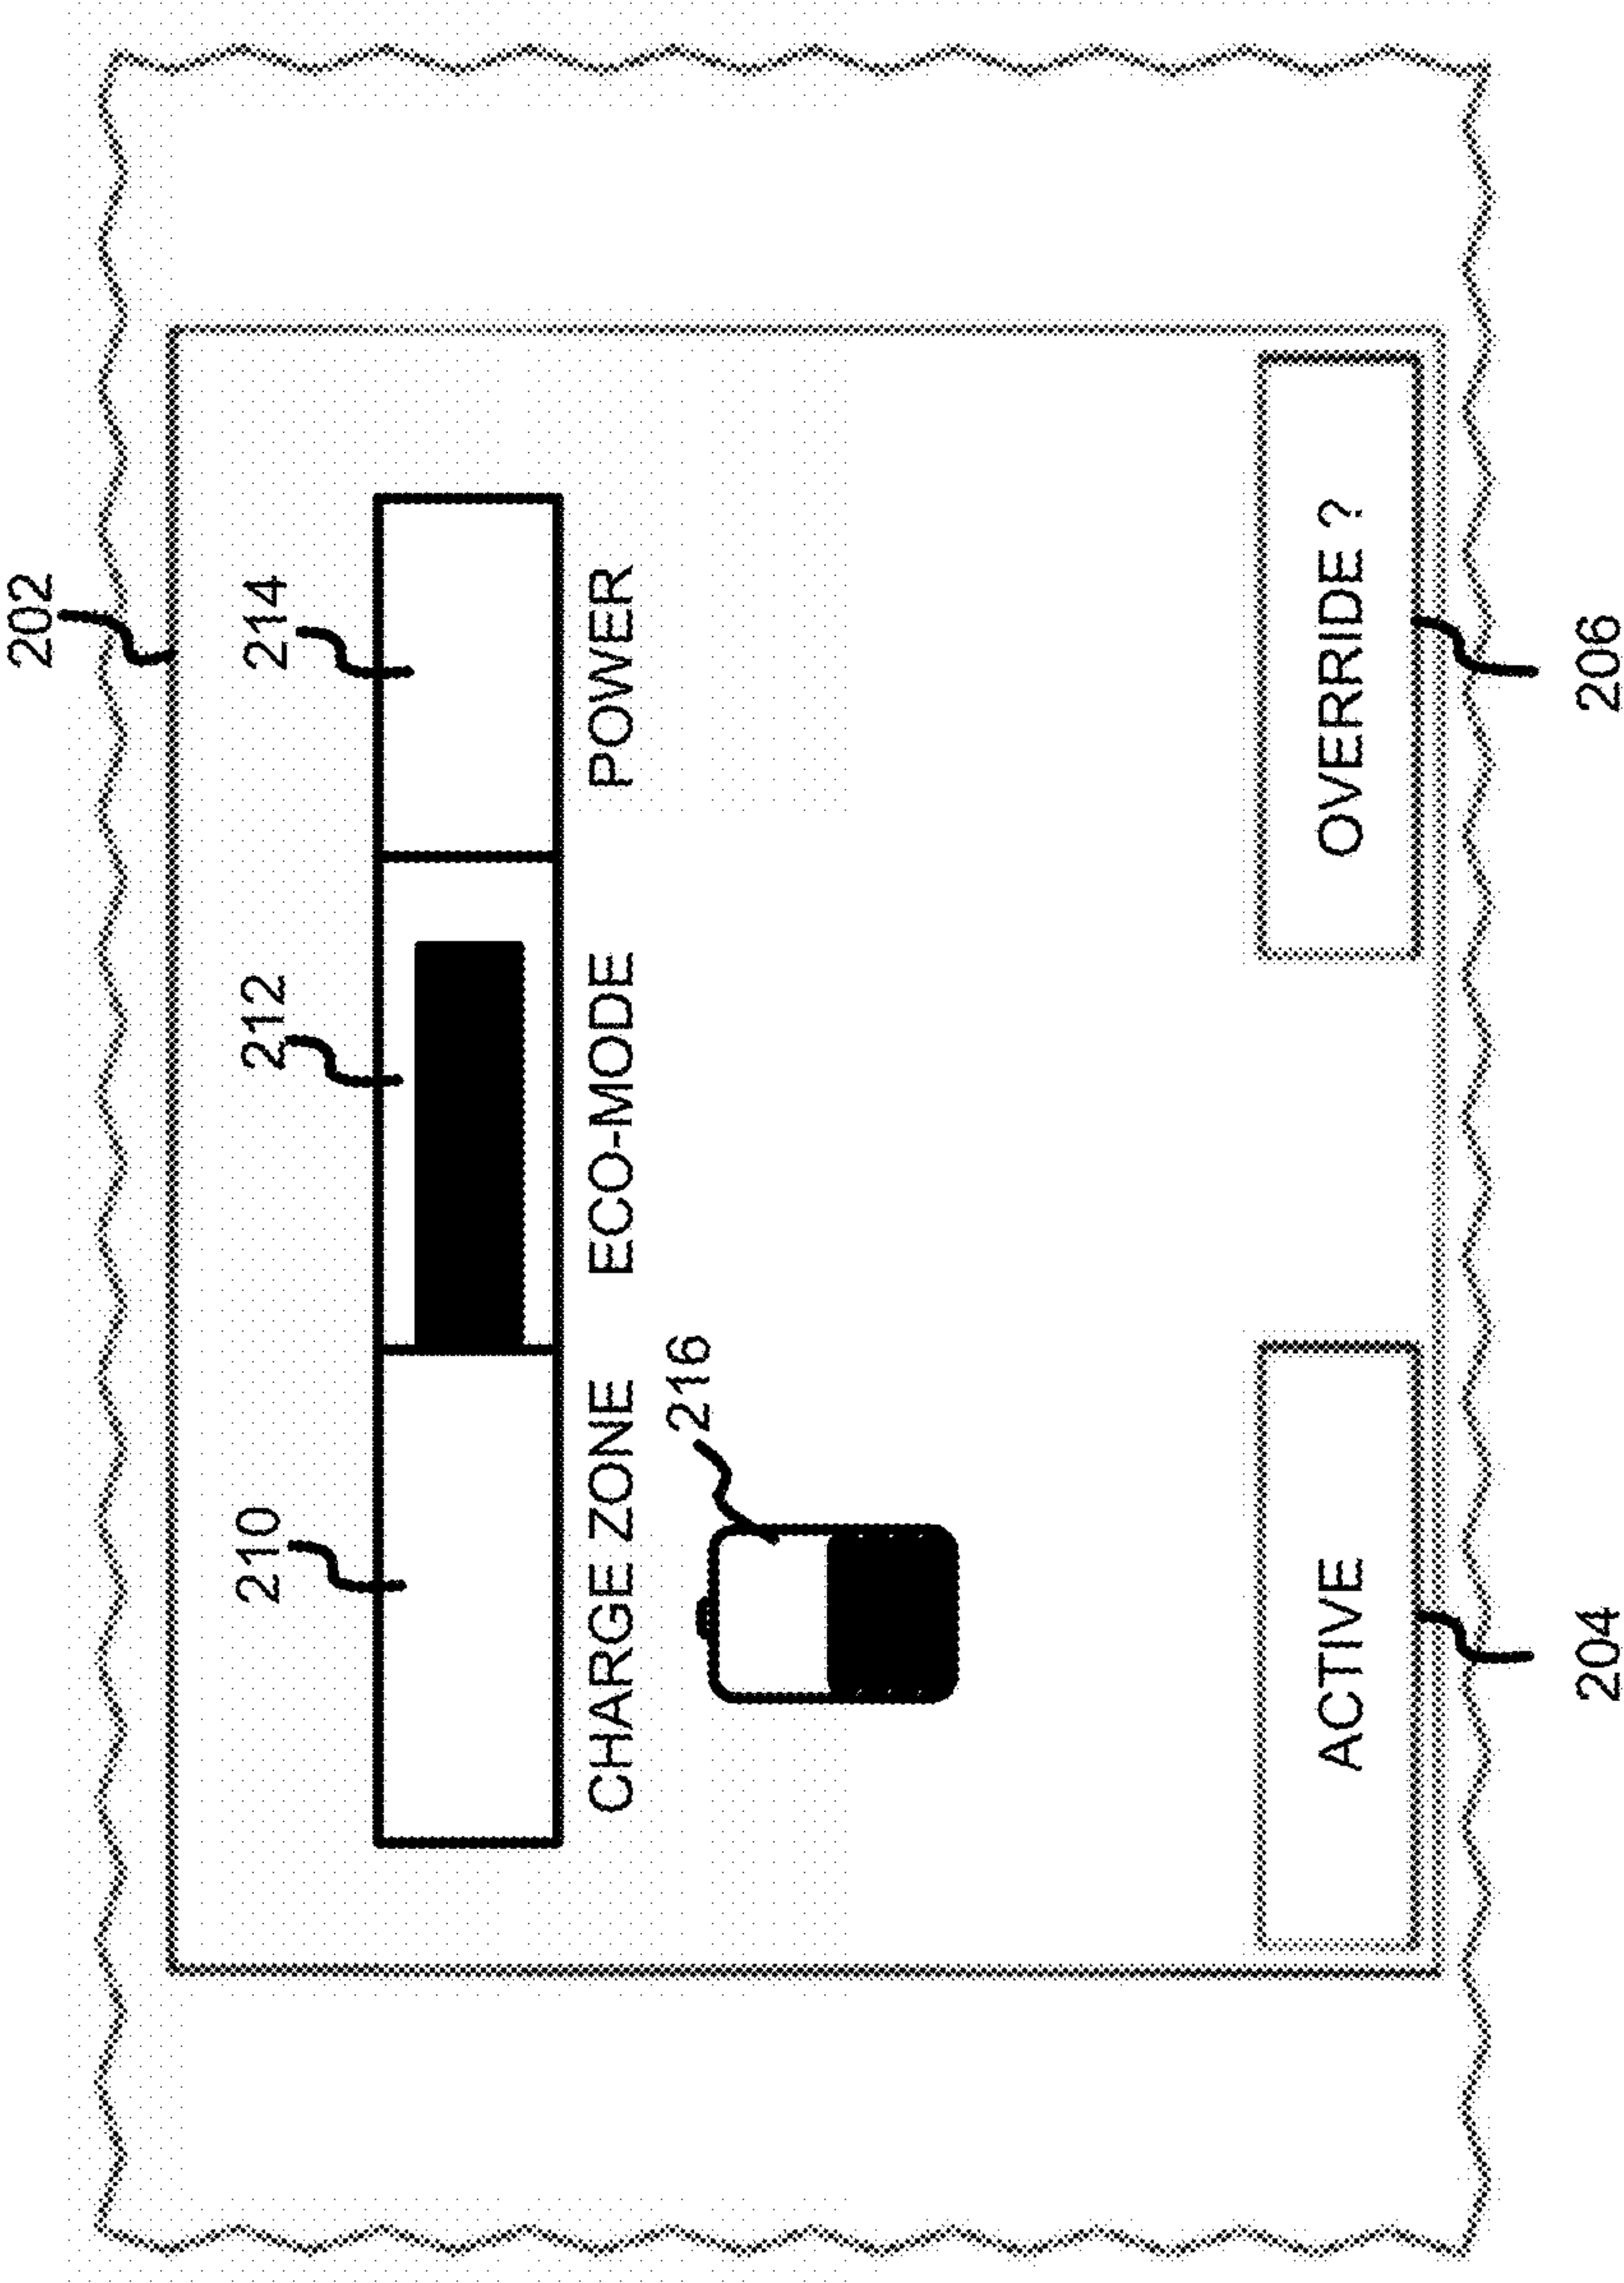 202
210 212 214
CHARGE ZONE ECO-MODE POWER
216
ACTIVE OVERRIDE ?
204 206